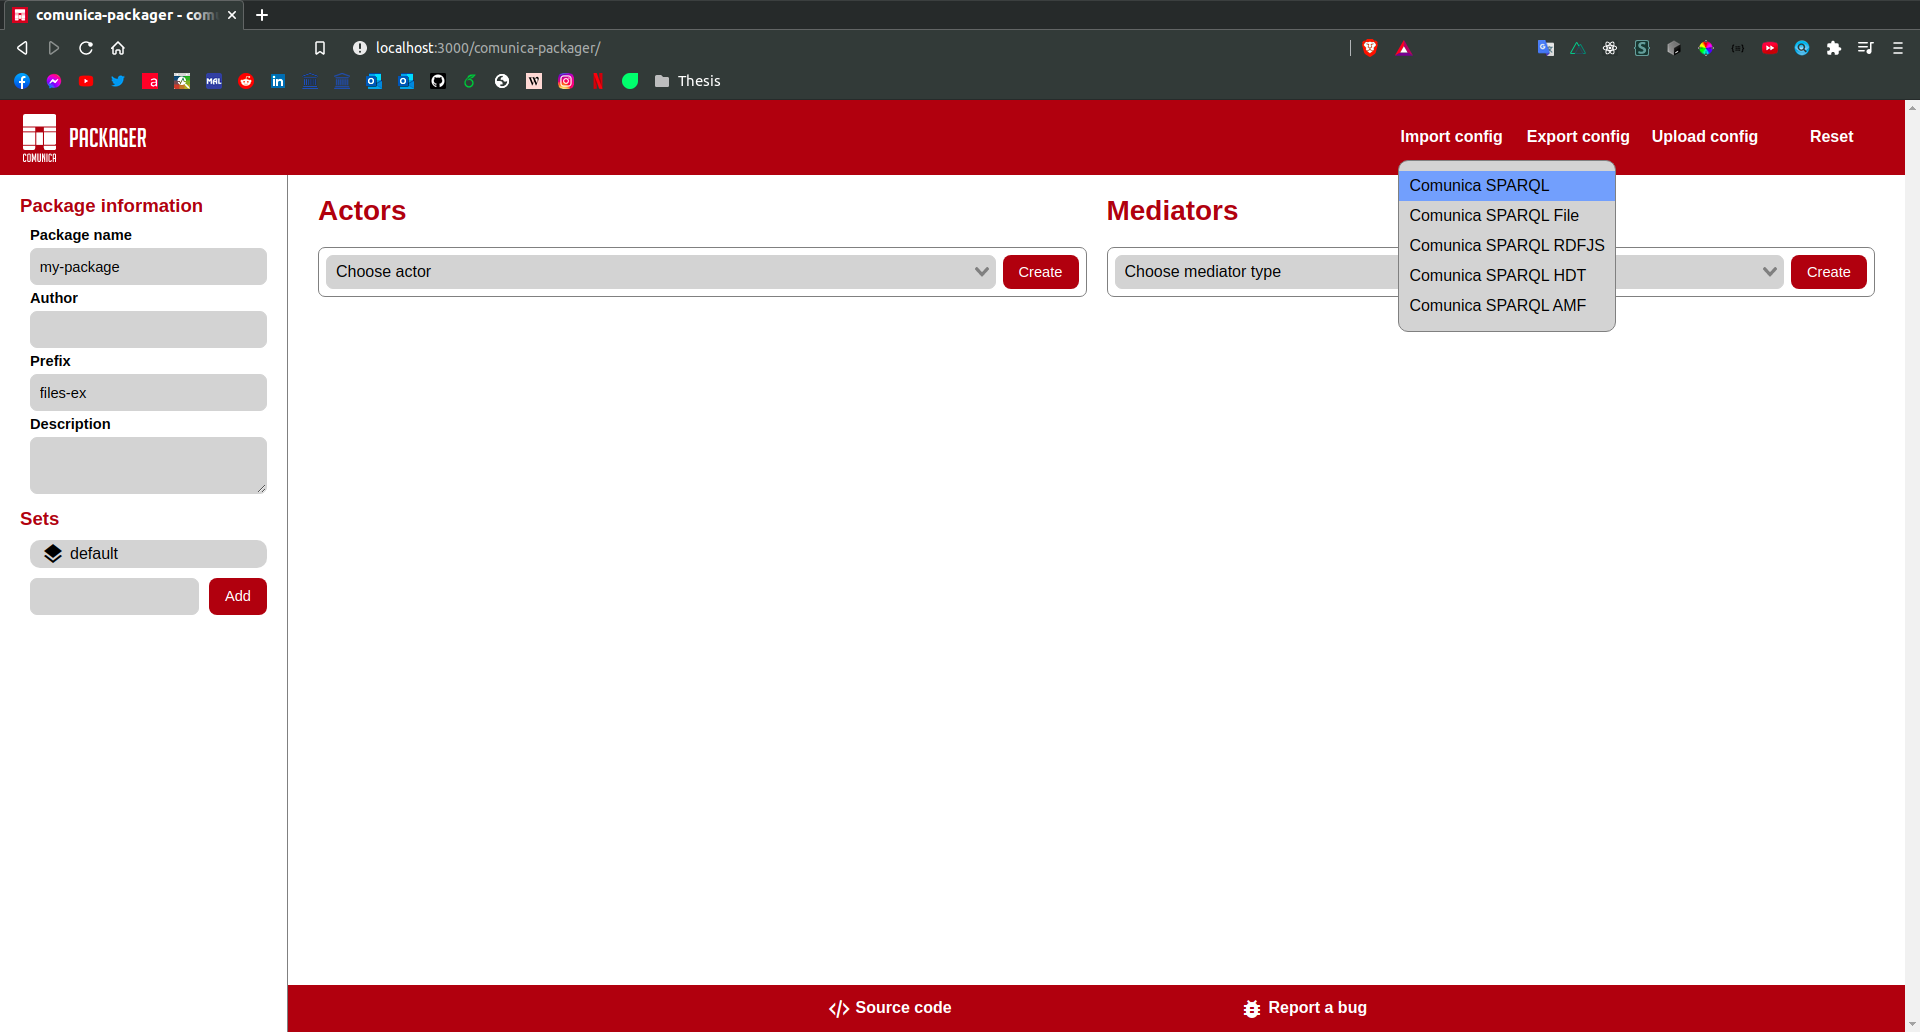 comunica-packager - com
localhost:3000/comunica-packager/
a
MAL
in
W
N
Thesis
COMUNICA
PACKAGER
Import config
Export config
Upload config
Reset
Comunica SPARQL
Comunica SPARQL File
Comunica SPARQL RDFJS
Comunica SPARQL HDT
Comunica SPARQL AMF
Package information
Package name
my-package
Author
Prefix
files-ex
Description
Sets
default
Add
Actors
Choose actor
Create
Mediators
Choose mediator type
Create
Source code
Report a bug